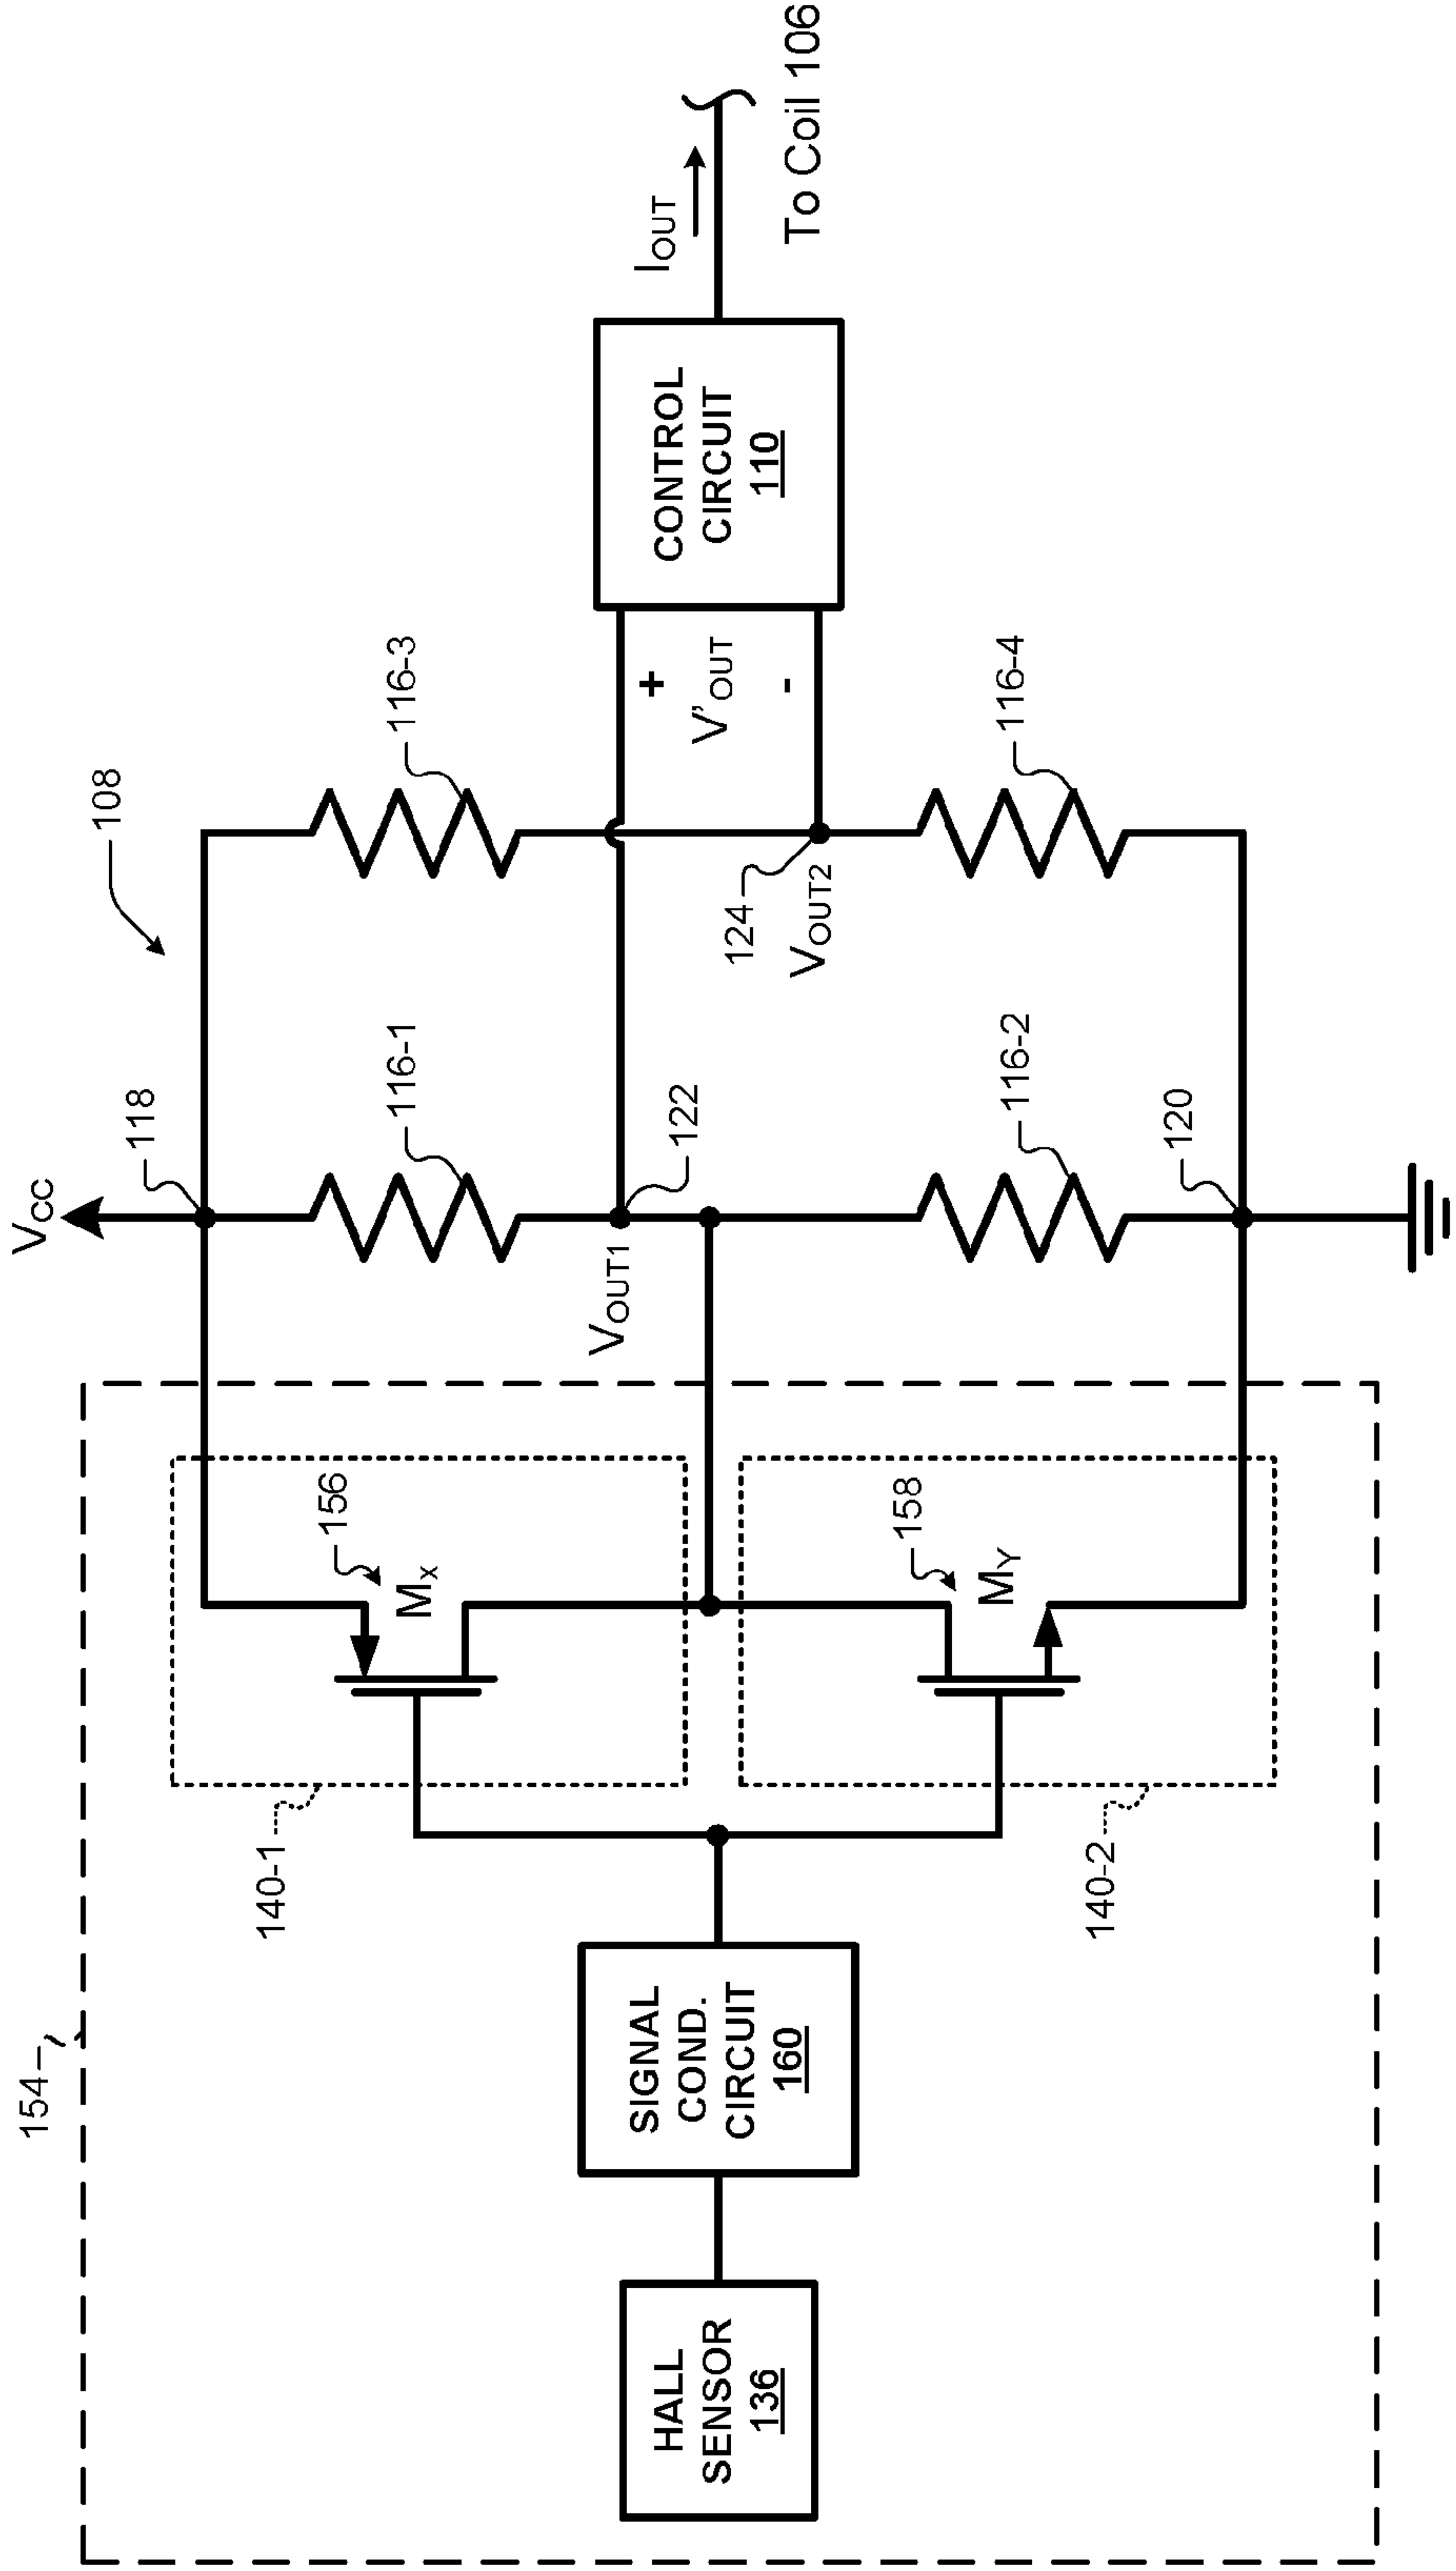 154
HALL
SENSOR
136
SIGNAL
COND.
CIRCUIT
160
140-1
140-2
156
MX
158
MY
VCC
118
116-1
VOUT1
122
116-2
120
108
116-3
124
VOUT2
116-4
+
V'OUT
-
CONTROL
CIRCUIT
110
IOUT
To Coil 106